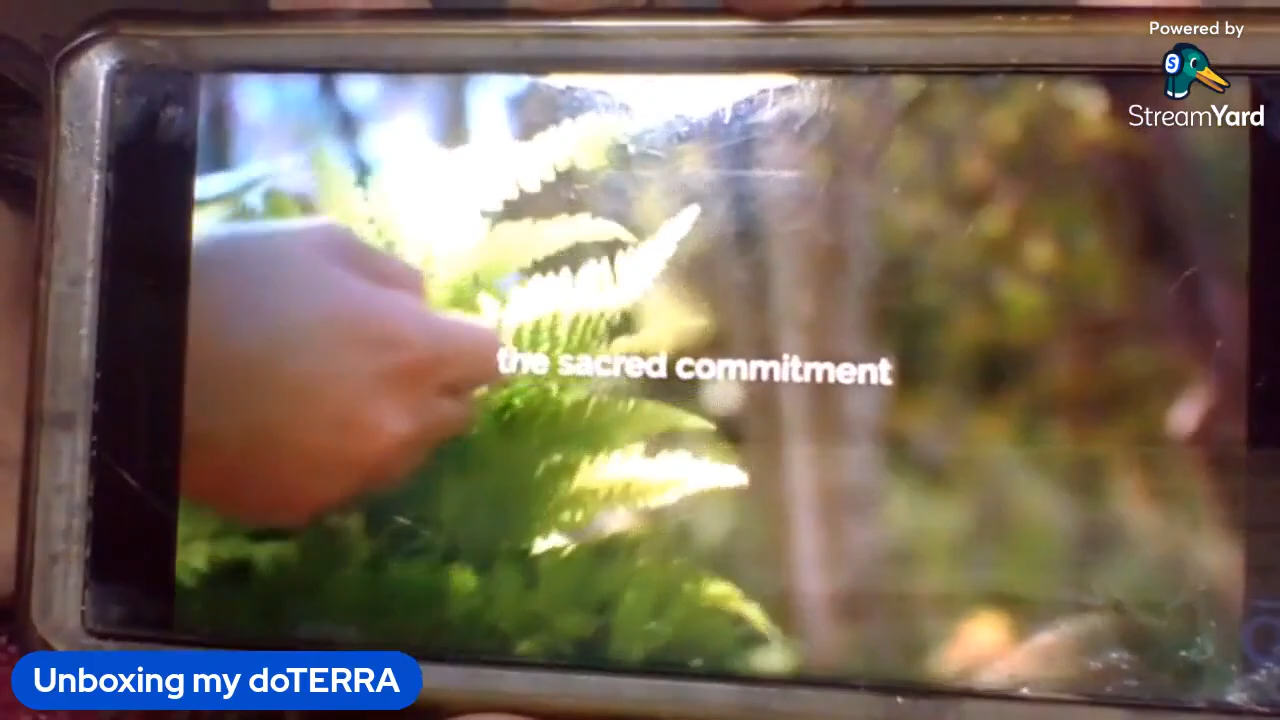 Powered by
StreamYard
the sacred commitment
Unboxing my doTERRA